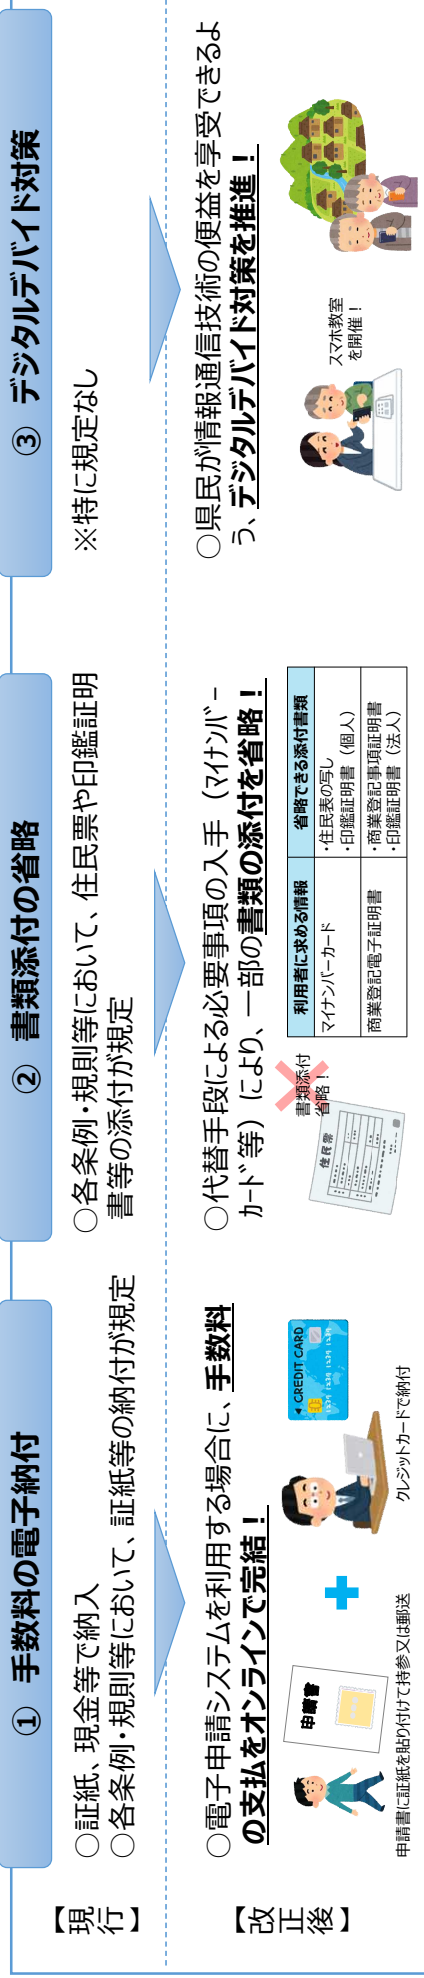 ① 手数料の電子納付
② 書類添付の省略
③ デジタルデバイド対策
【現行】
○証紙、現金等で納入
○各条例・規則等において、証紙等の納付が規定
○各条例・規則等において、住民票や印鑑証明
書等の添付が規定
※特に規定なし
【改正後】
○電子申請システムを利用する場合に、手数料
の支払をオンラインで完結！
申請書
申請書に証紙を貼り付けて持参又は郵送
CREDIT CARD
1234 1234 1234
クレジットカードで納付
○代替手段による必要事項の入手（マイナンバー
カード等）により、一部の書類の添付を省略！
書類添付
省略！
住民票
利用者に求める情報 省略できる添付書類
マイナンバーカード ・住民表の写し
・印鑑証明書（個人）
商業登記電子証明書 ・商業登記事項証明書
・印鑑証明書（法人）
○県民が情報通信技術の便益を享受できるよ
う、デジタルデバイド対策を推進！
スマホ教室
を開催！